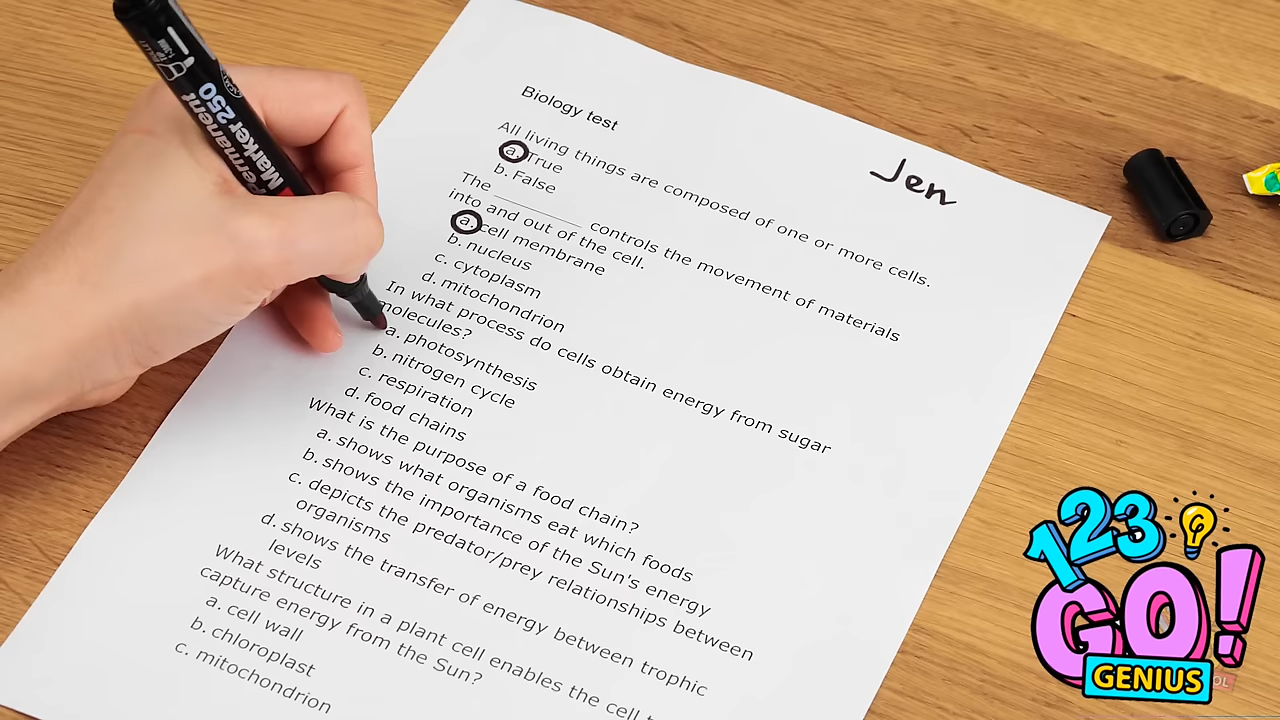 Permanent
Marker 250
BULLET
TIP
1-3MM
Biology test
Jen
All living things are composed of one or more cells.
a. True
b. False
The __________ controls the movement of materials
into and out of the cell.
a. cell membrane
b. nucleus
c. cytoplasm
d. mitochondrion
In what process do cells obtain energy from sugar
molecules?
a. photosynthesis
b. nitrogen cycle
c. respiration
d. food chains
What is the purpose of a food chain?
a. shows what organisms eat which foods
b. shows the importance of the Sun's energy
c. depicts the predator/prey relationships between
organisms
d. shows the transfer of energy between trophic
levels
What structure in a plant cell enables the cell
capture energy from the Sun?
a. cell wall
b. chloroplast
c. mitochondrion
123
GO!
GENIUS